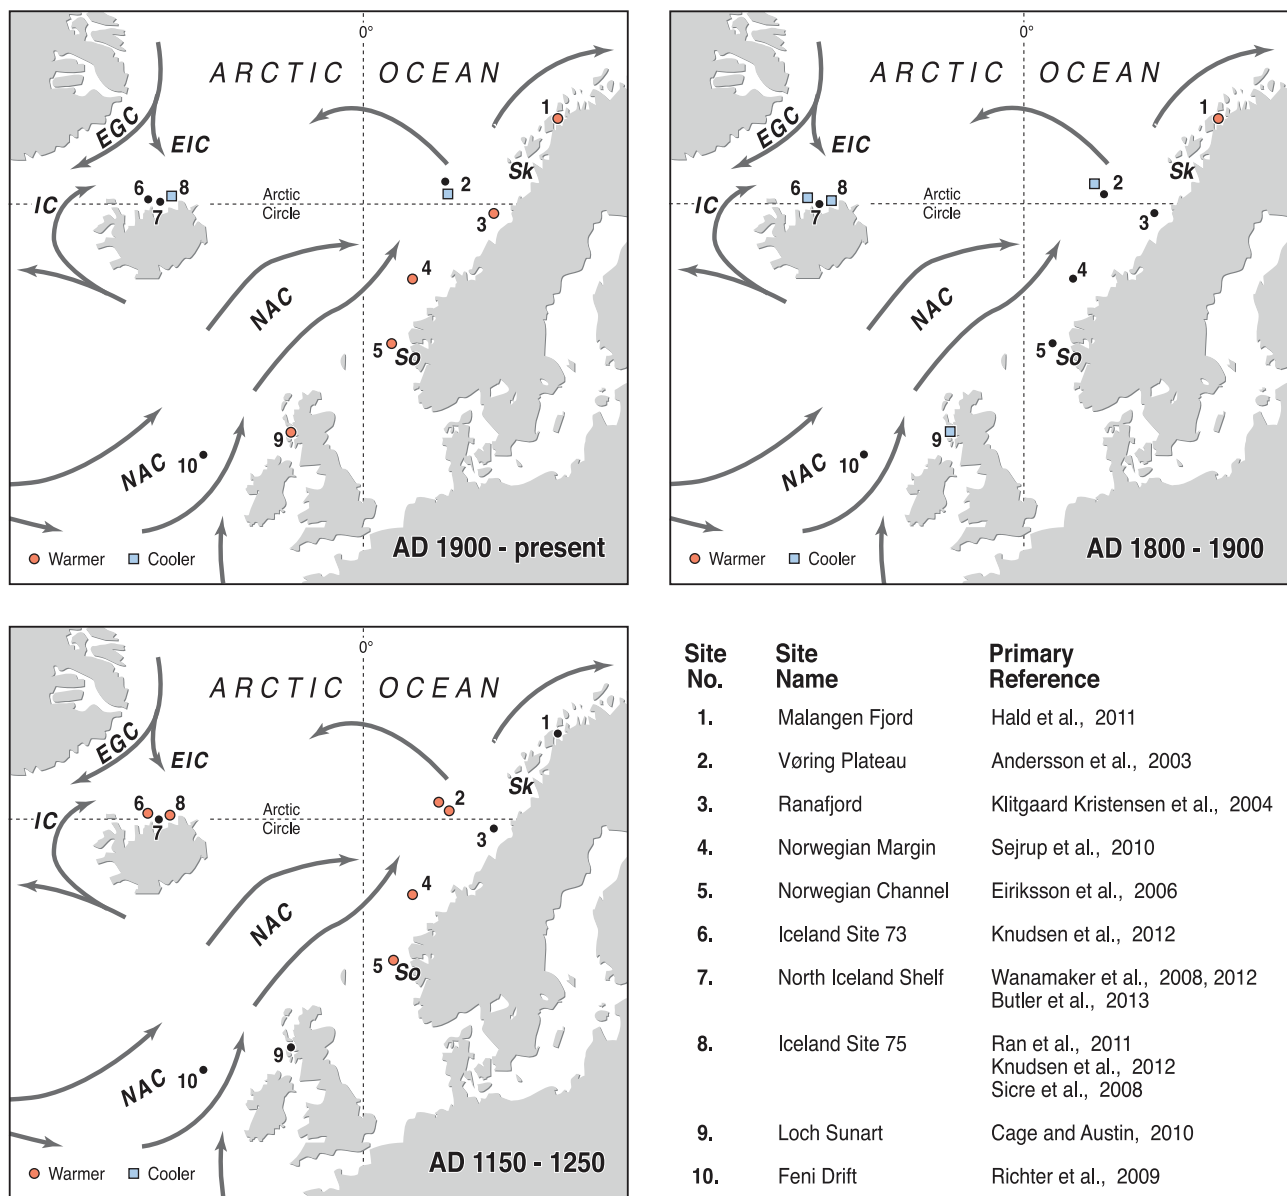 0°
ARCTIC OCEAN
1
EGC
EIC
Sk
6
8
2
7
Arctic
Circle
IC
3
4
NAC
5
So
9
NAC
10
AD 1900 - present
Warmer
Cooler
0°
ARCTIC OCEAN
1
EGC
EIC
Sk
6
8
2
7
Arctic
Circle
IC
3
4
NAC
5
So
9
NAC
10
AD 1800 - 1900
Warmer
Cooler
0°
ARCTIC OCEAN
1
EGC
EIC
Sk
6
8
2
7
Arctic
Circle
IC
3
4
NAC
5
So
9
NAC
10
AD 1150 - 1250
Warmer
Cooler
Site No. Site Name Primary Reference
1. Malangen Fjord Hald et al., 2011
2. Vøring Plateau Andersson et al., 2003
3. Ranafjord Klitgaard Kristensen et al., 2004
4. Norwegian Margin Sejrup et al., 2010
5. Norwegian Channel Eiriksson et al., 2006
6. Iceland Site 73 Knudsen et al., 2012
7. North Iceland Shelf Wanamaker et al., 2008, 2012
Butler et al., 2013
8. Iceland Site 75 Ran et al., 2011
Knudsen et al., 2012
Sicre et al., 2008
9. Loch Sunart Cage and Austin, 2010
10. Feni Drift Richter et al., 2009